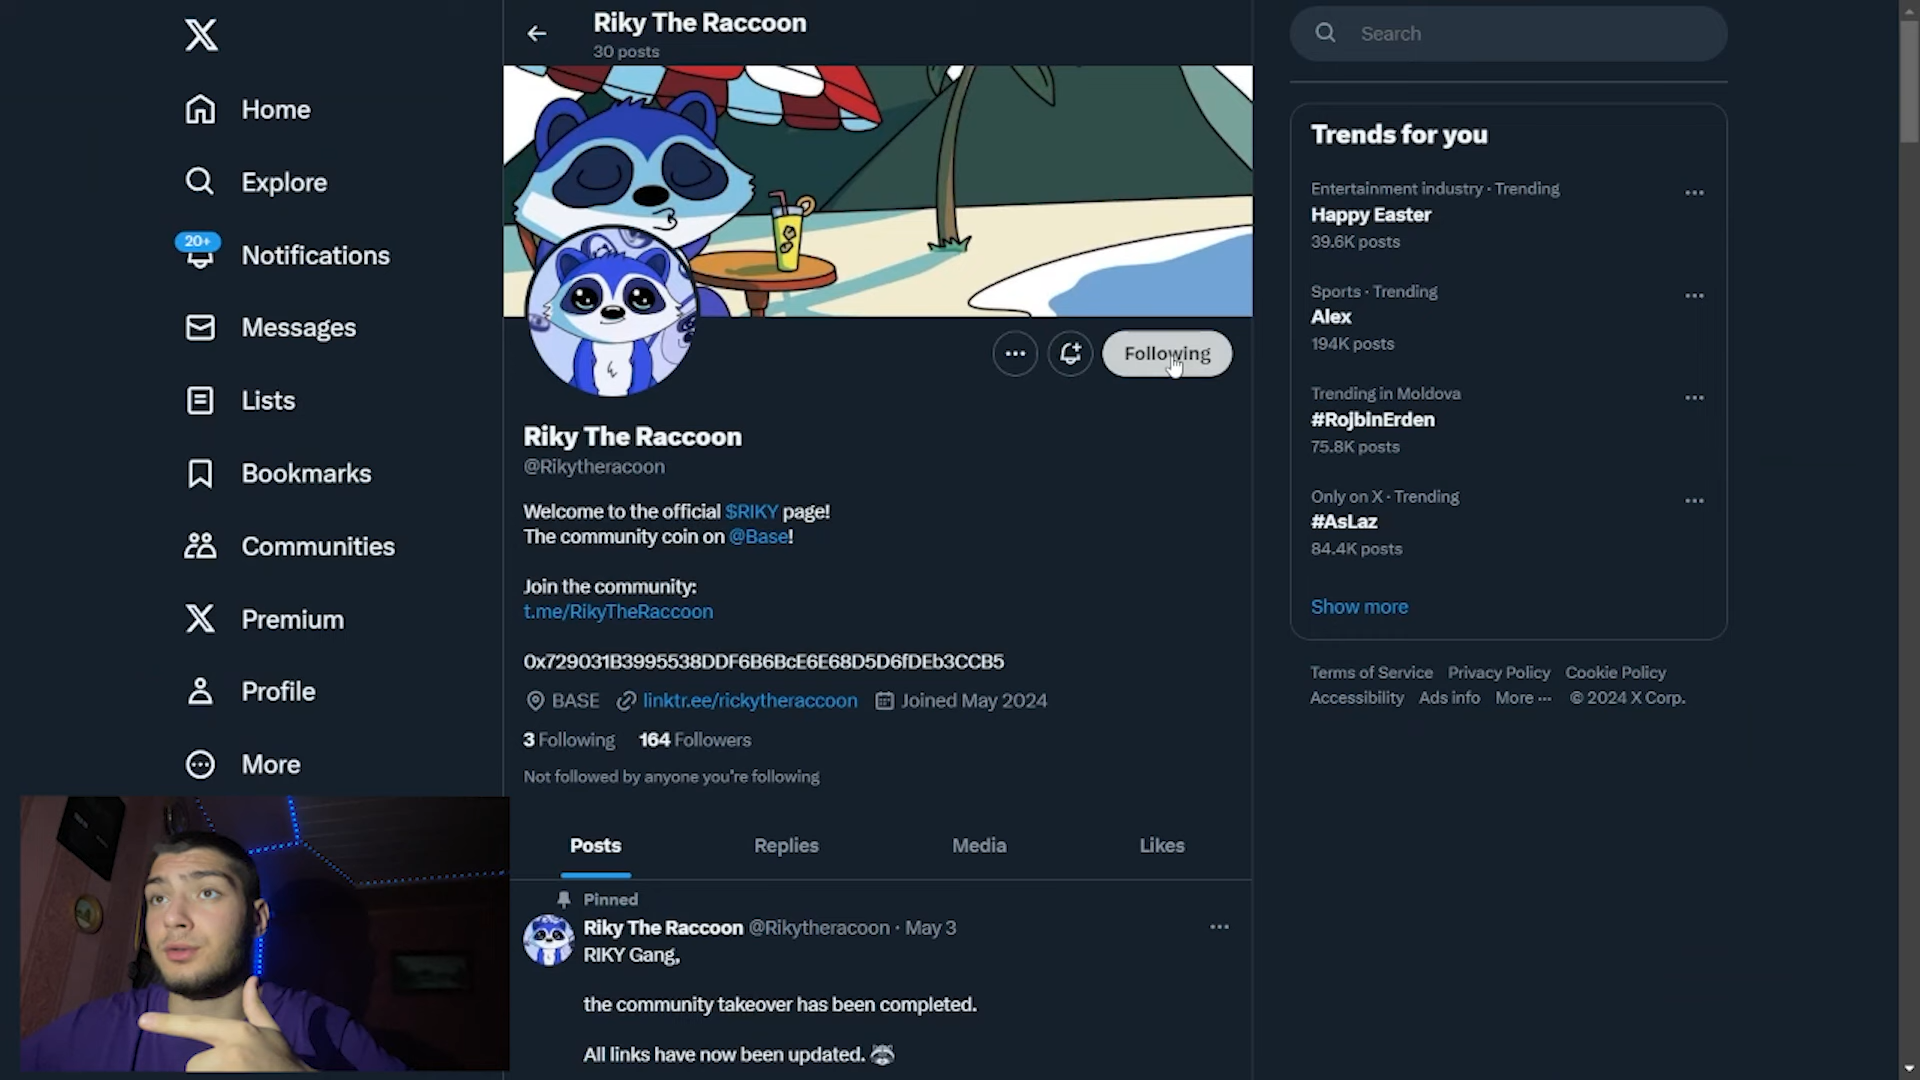 Home
Explore
20+
Notifications
Messages
Lists
Bookmarks
Communities
Premium
Profile
More
Riky The Raccoon
30 posts
Following
Riky The Raccoon
@Rikytheracoon
Welcome to the official $RIKY page!
The community coin on @Base!
Join the community:
t.me/RikyTheRaccoon
0x729031B3995538DDF6B6BcE6E68D5D6fDEb3CCB5
BASE linktr.ee/rickytheraccoon Joined May 2024
3 Following 164 Followers
Not followed by anyone you're following
Posts Replies Media Likes
Pinned
Riky The Raccoon @Rikytheracoon · May 3
RIKY Gang,
the community takeover has been completed.
All links have now been updated. 🦝
Search
Trends for you
Entertainment industry · Trending
Happy Easter
39.6K posts
Sports · Trending
Alex
194K posts
Trending in Moldova
#RojbinErden
75.8K posts
Only on X · Trending
#AsLaz
84.4K posts
Show more
Terms of Service Privacy Policy Cookie Policy
Accessibility Ads info More ··· © 2024 X Corp.